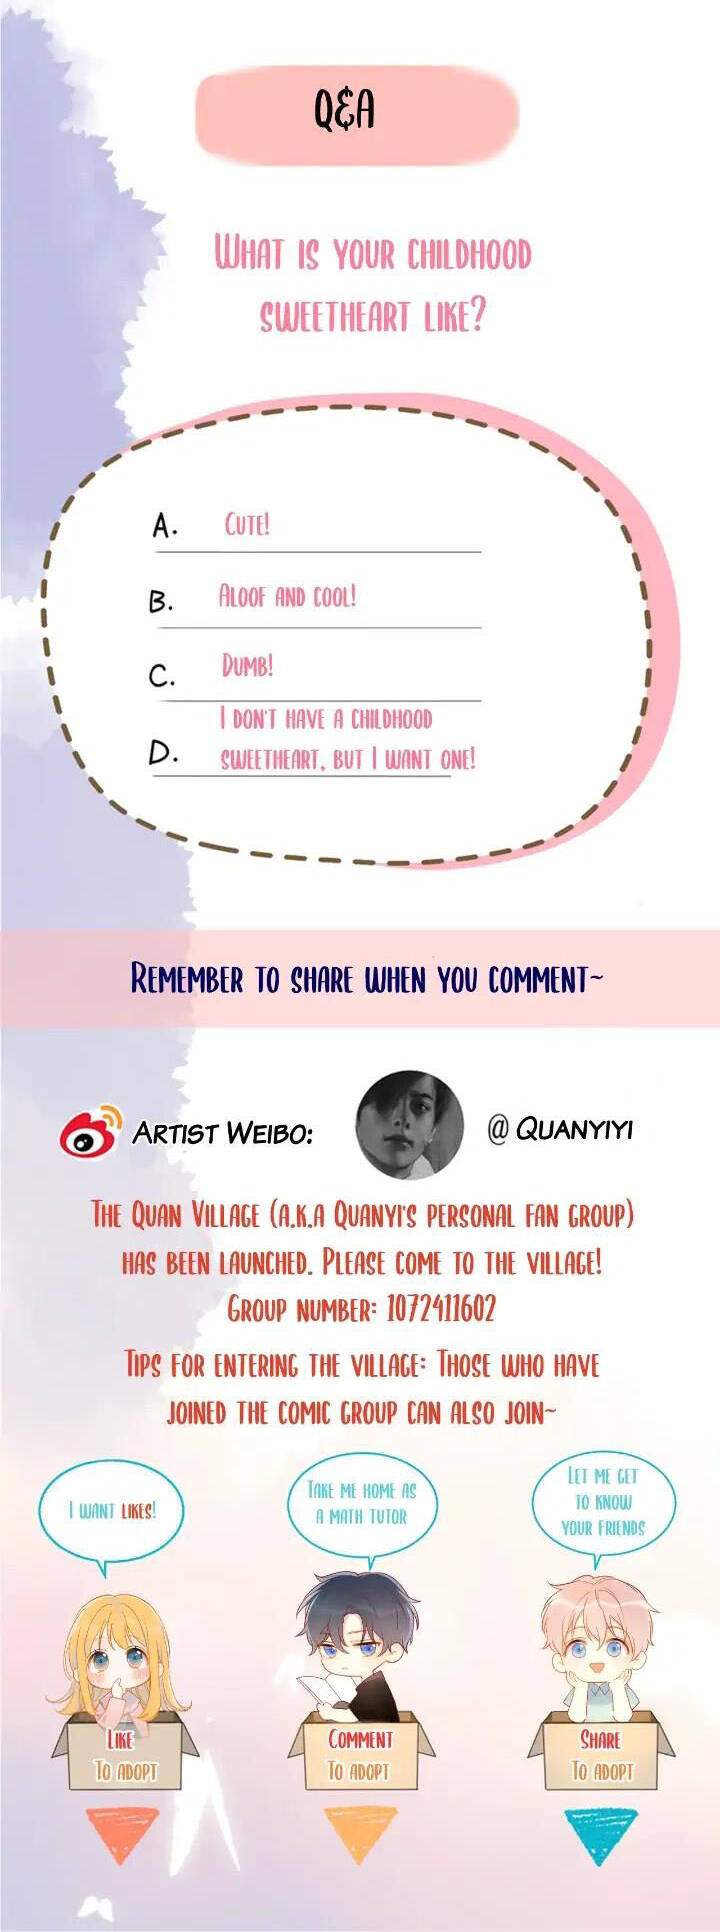 Q&A
What is your childhood
sweetheart like?
A. Cute!
B. Aloof and cool!
C. Dumb!
I don't have a childhood
D. sweetheart, but I want one!
Remember to share when you comment~
Artist Weibo: @ Quanyiyi
The Quan Village (a.k.a Quanyi's personal fan group)
has been launched. Please come to the village!
Group number: 1072411602
Tips for entering the village: Those who have
joined the comic group can also join~
I want likes!
Take me home as
a math tutor
Let me get
to know
your friends
Like
To adopt
Comment
To adopt
Share
To adopt